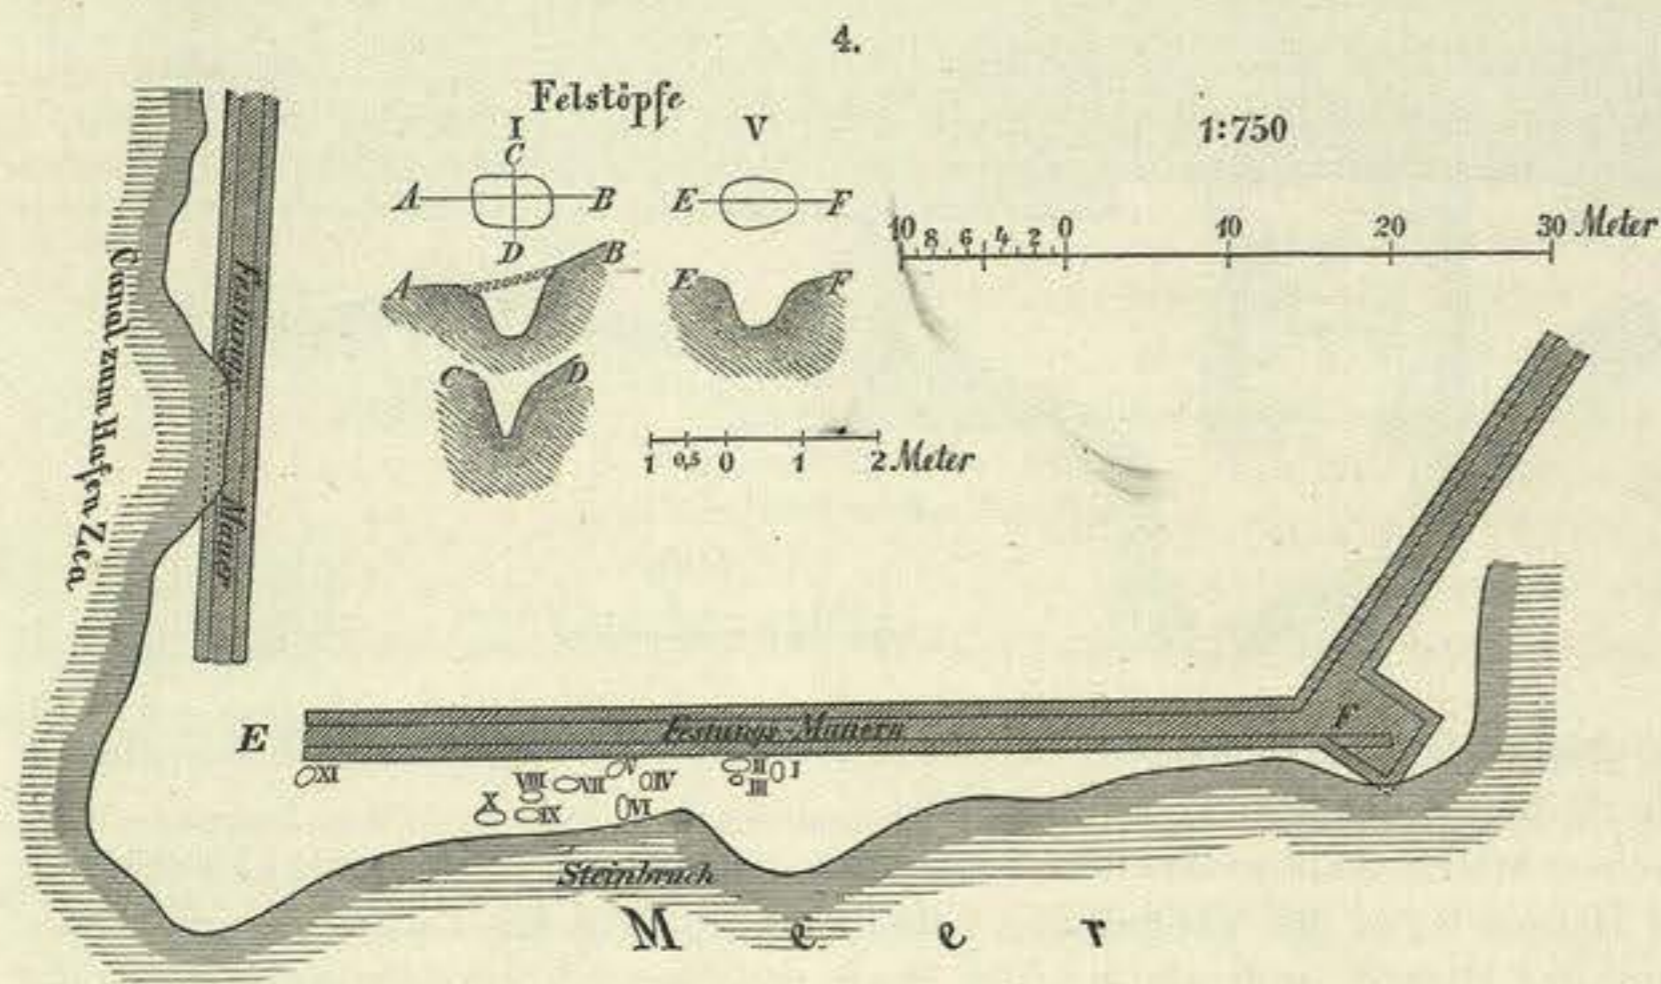 4.
Felstöpfe
I
V
1:750
C
A B
E F
D
10 8 6 4 2 0 10 20 30 Meter
A B
E F
C D
1 0,5 0 1 2 Meter
Canal zum Hafen Zea
Festungs Mauer
E
Festungs-Mauern
F
XI
VIII
VII
V
IV
II
I
III
X
IX
VI
Steinbruch
Meer